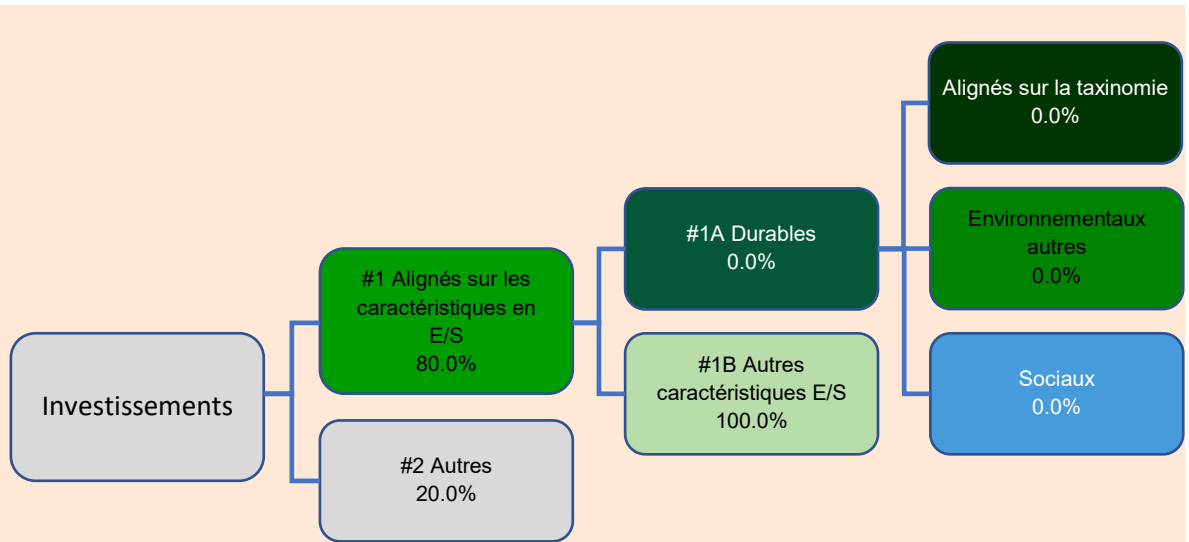 Investissements
#1 Alignés sur les
caractéristiques en
E/S
80.0%
#2 Autres
20.0%
#1A Durables
0.0%
#1B Autres
caractéristiques E/S
100.0%
Alignés sur la taxinomie
0.0%
Environnementaux
autres
0.0%
Sociaux
0.0%